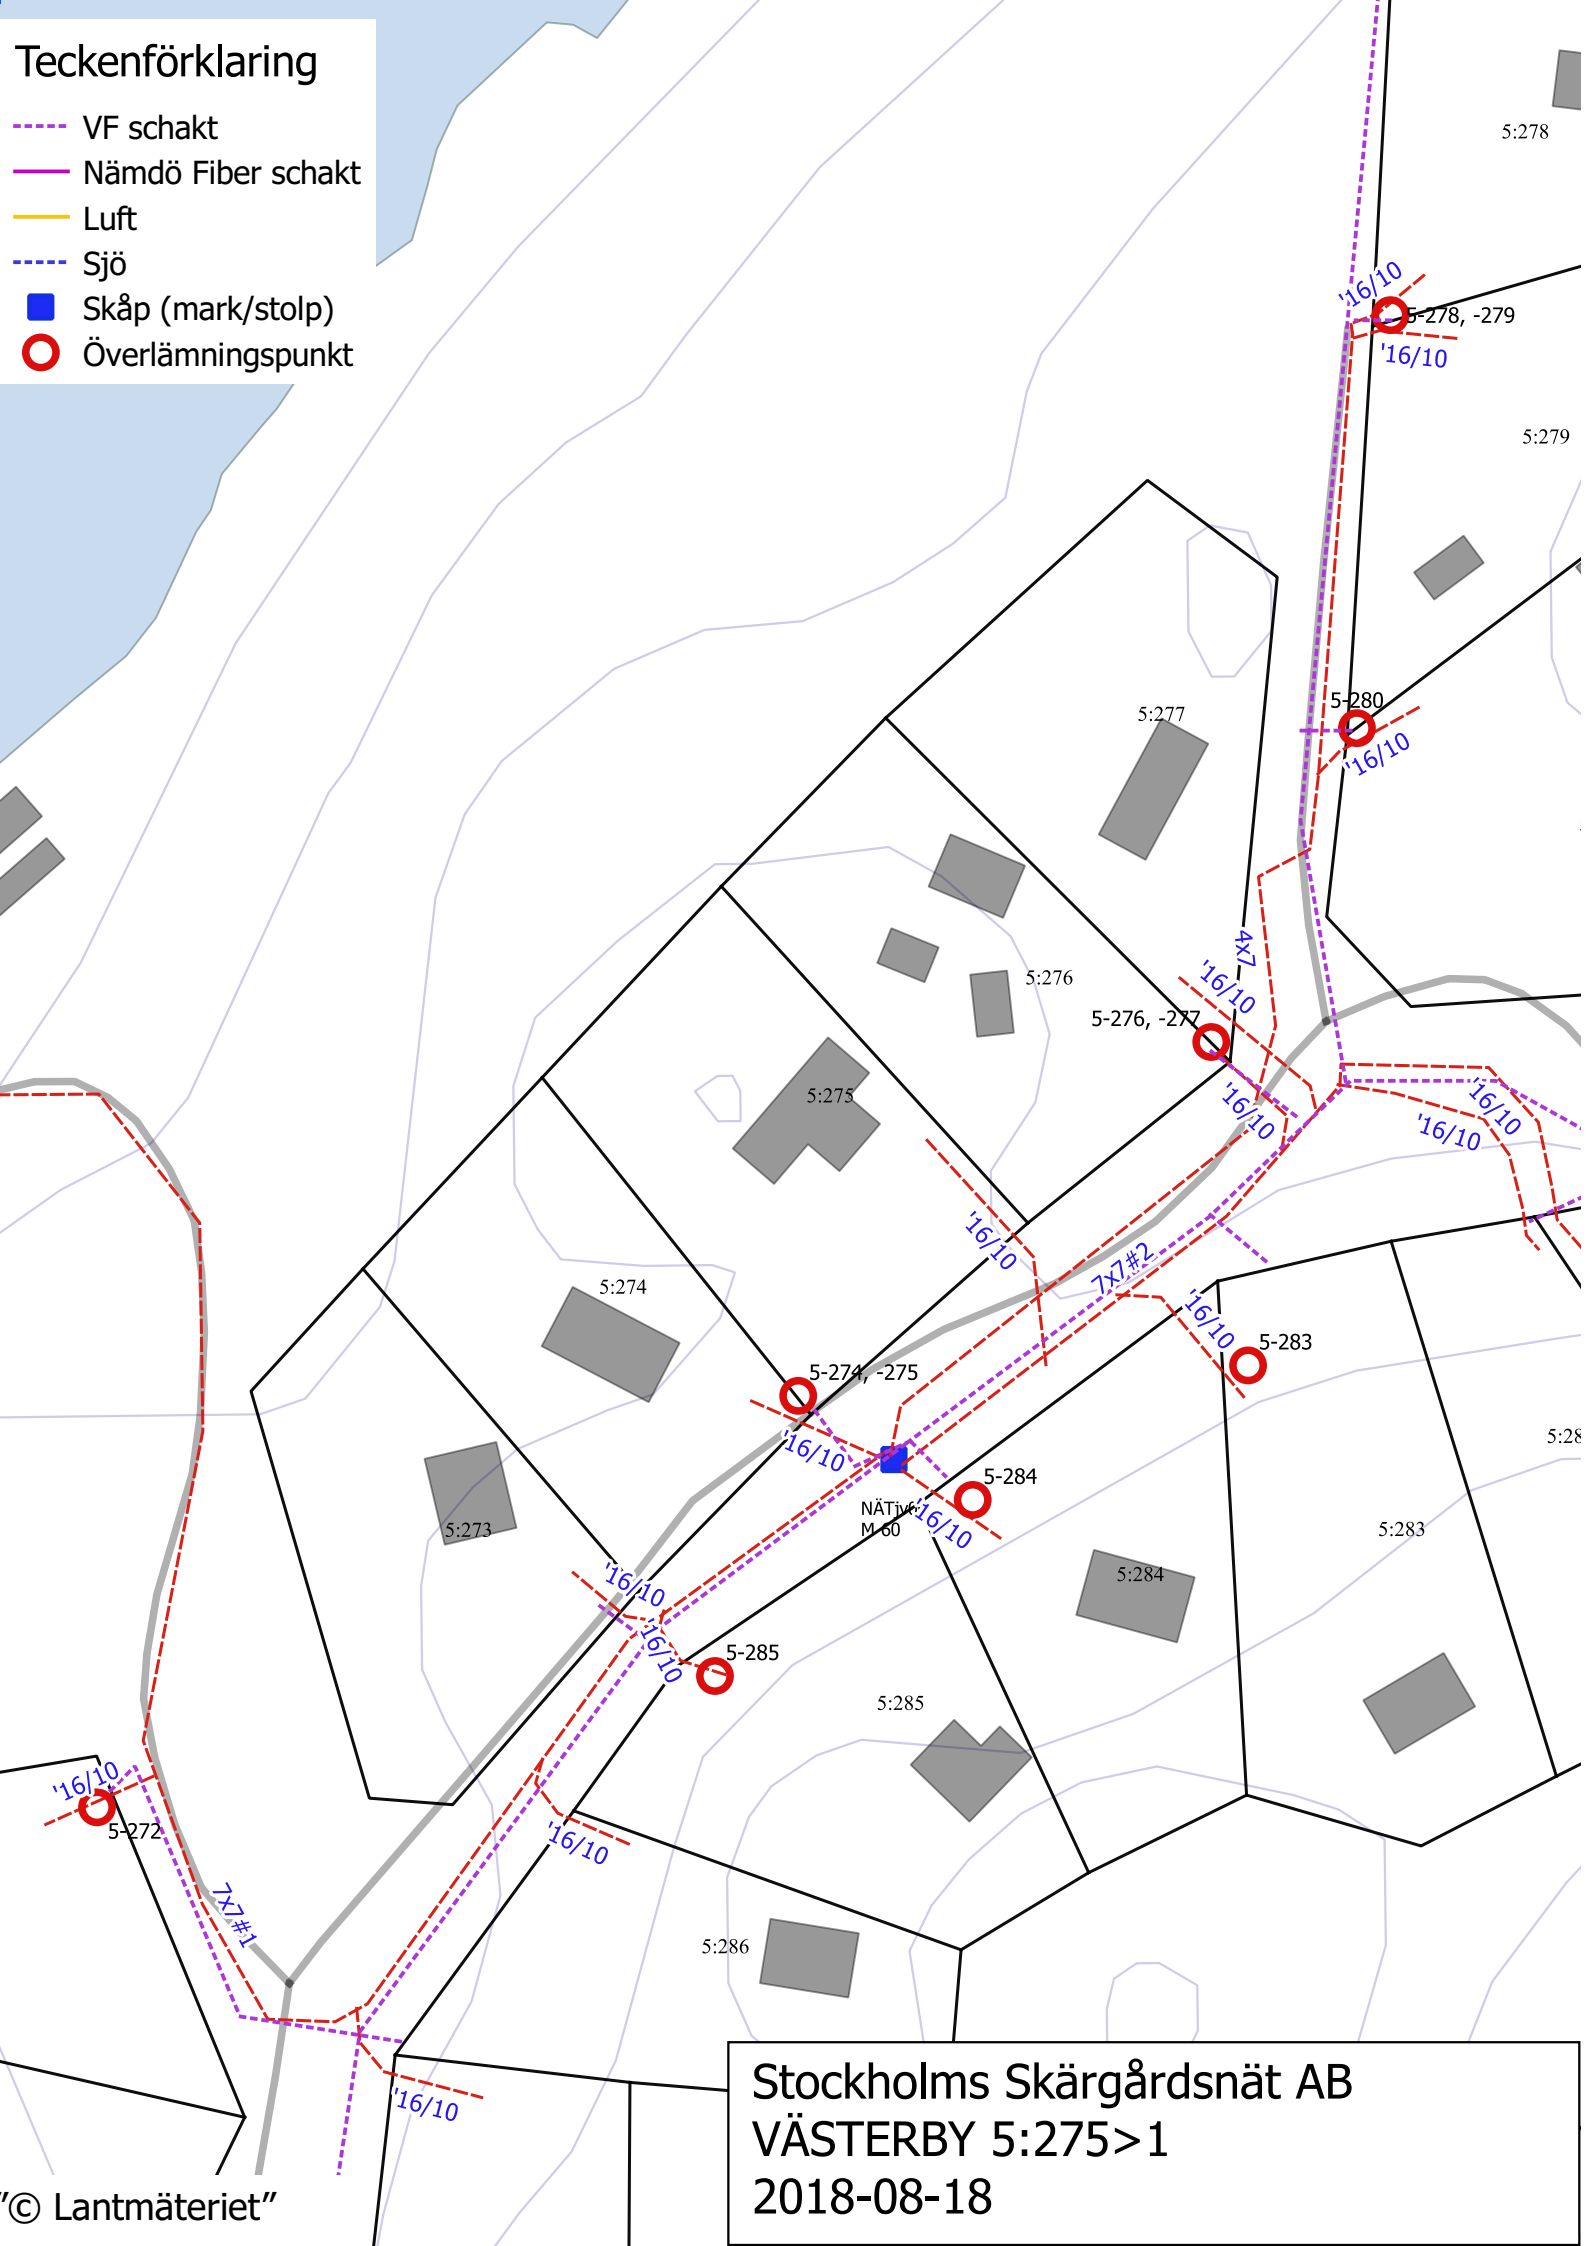 Teckenförklaring
VF schakt
Nämdö Fiber schakt
Luft
Sjö
Skåp (mark/stolp)
Överlämningspunkt
5:278
'16/10
5-278, -279
'16/10
5:279
5-280
5:277
'16/10
4x7
'16/10
5:276
5-276, -277
5:275
'16/10
'16/10
'16/10
'16/10
7x7#2
5:274
'16/10
5-283
5-274, -275
'16/10
5-284
'16/10
M 60
5:273
5:283
5:284
'16/10
'16/10
5-285
5:285
'16/10
5-272
'16/10
7x7#1
5:286
'16/10
Stockholms Skärgårdsnät AB
VÄSTERBY 5:275>1
2018-08-18
"© Lantmäteriet"